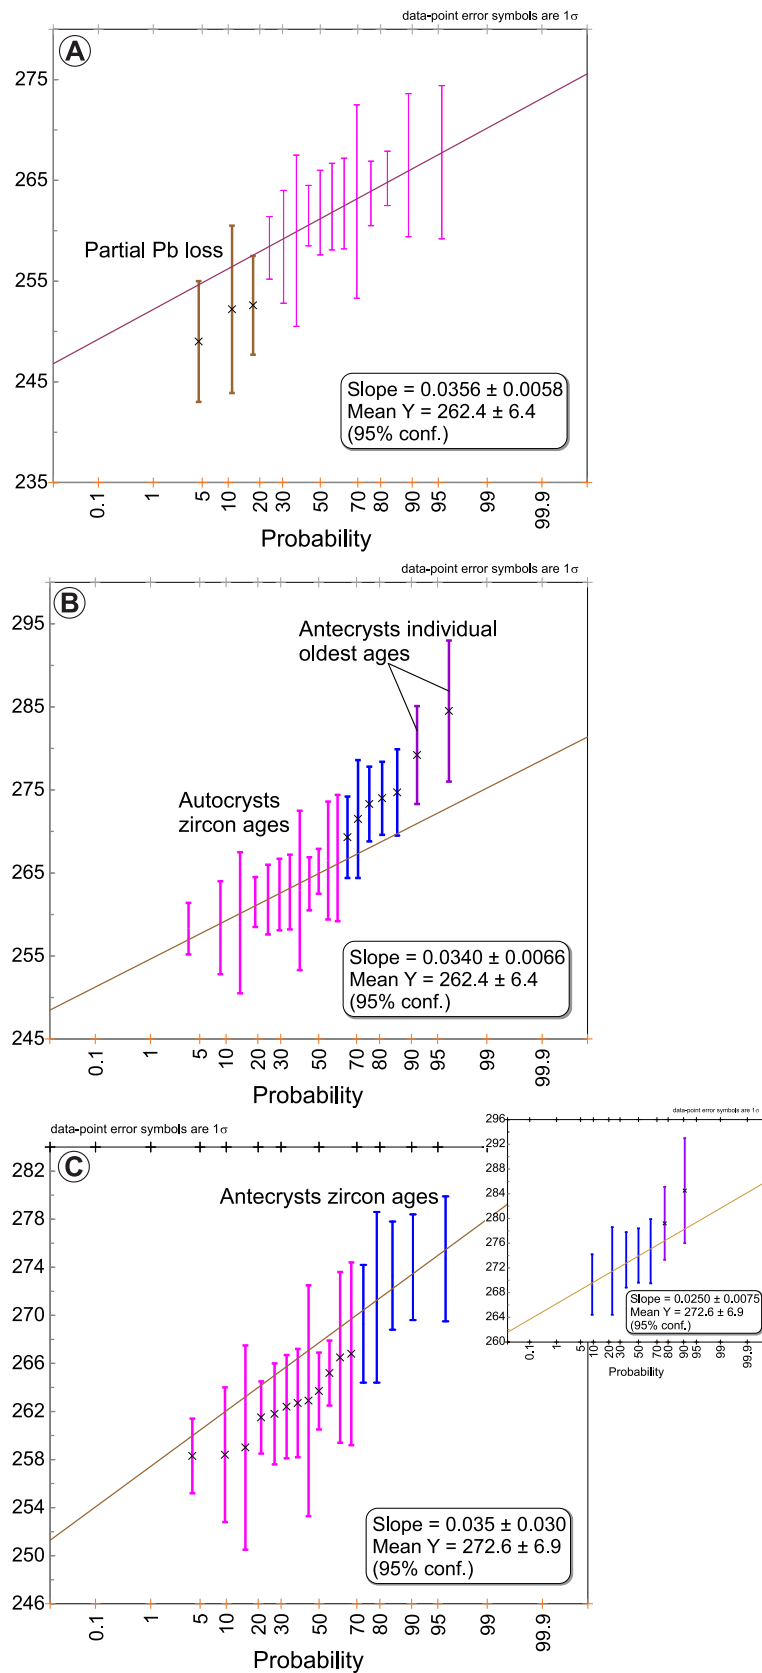 data-point error symbols are 1σ
A
275
265
255
245
235
Partial Pb loss
Slope = 0.0356 ± 0.0058
Mean Y = 262.4 ± 6.4
(95% conf.)
0.1 1 5 10 20 30 50 70 80 90 95 99 99.9
Probability
data-point error symbols are 1σ
B
295
285
275
265
255
245
Antecrysts individual
oldest ages
Autocrysts
zircon ages
Slope = 0.0340 ± 0.0066
Mean Y = 262.4 ± 6.4
(95% conf.)
0.1 1 5 10 20 30 50 70 80 90 95 99 99.9
Probability
data-point error symbols are 1σ
C
282
278
274
270
266
262
258
254
250
246
Antecrysts zircon ages
Slope = 0.035 ± 0.030
Mean Y = 272.6 ± 6.9
(95% conf.)
0.1 1 5 10 20 30 50 70 80 90 95 99 99.9
Probability
data-point error symbols are 1σ
296
292
288
284
280
276
272
268
264
260
Slope = 0.0250 ± 0.0075
Mean Y = 272.6 ± 6.9
(95% conf.)
0.1 1 5 10 20 30 50 70 80 90 95 99 99.9
Probability